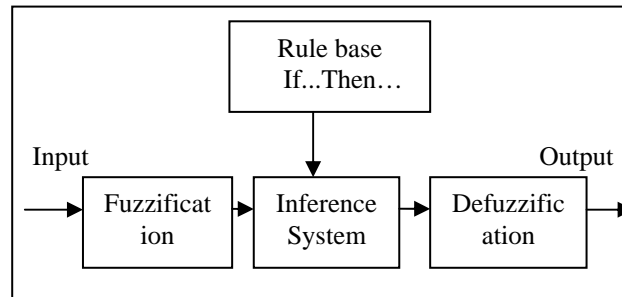 Rule base
If...Then…
Input
Output
Fuzzificat
ion
Inference
System
Defuzzific
ation